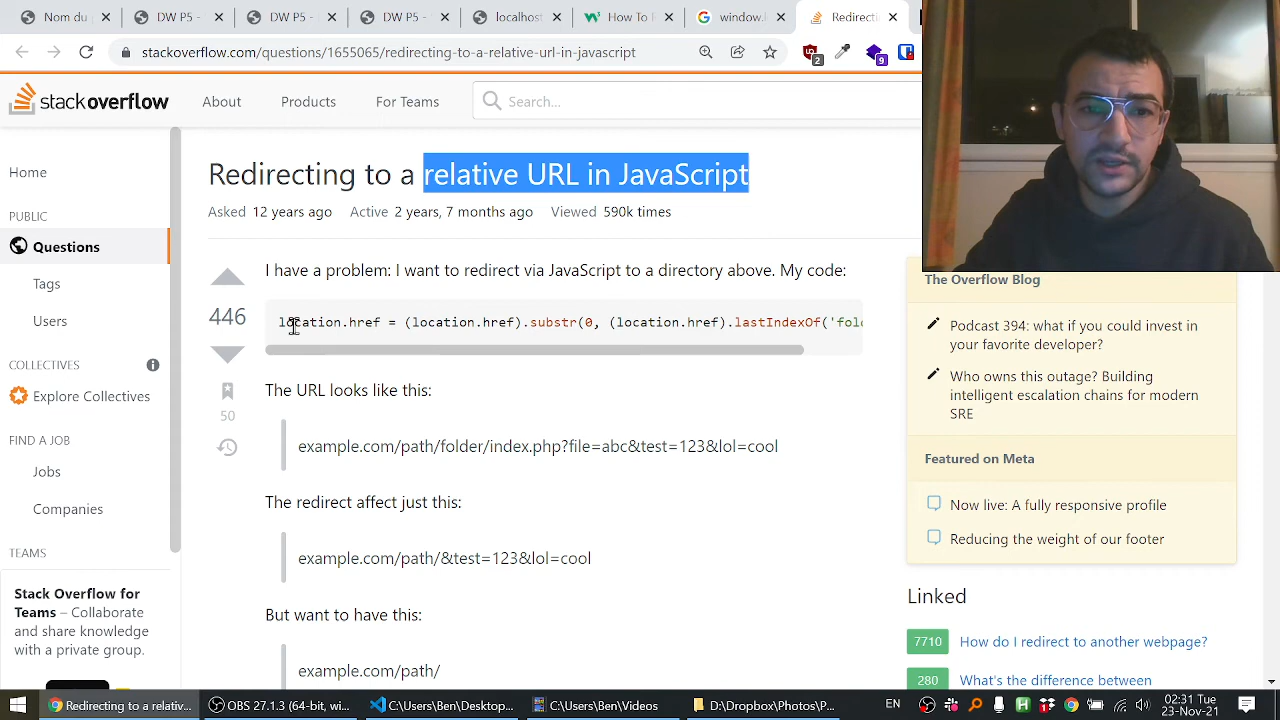 Nom du
DW P5 -
DW P5 -
DW P5 -
localhost
How To
window.l
Redirecti
stackoverflow.com/questions/1655065/redirecting-to-a-relative-url-in-javascript
2
9
stackoverflow
About
Products
For Teams
Search...
Home
PUBLIC
Questions
Tags
Users
COLLECTIVES
Explore Collectives
FIND A JOB
Jobs
Companies
TEAMS
Stack Overflow for
Teams – Collaborate
and share knowledge
with a private group.
Redirecting to a relative URL in JavaScript
Asked 12 years ago Active 2 years, 7 months ago Viewed 590k times
446
50
I have a problem: I want to redirect via JavaScript to a directory above. My code:
location.href = (location.href).substr(0, (location.href).lastIndexOf('fol
The URL looks like this:
example.com/path/folder/index.php?file=abc&test=123&lol=cool
The redirect affect just this:
example.com/path/&test=123&lol=cool
But want to have this:
example.com/path/
The Overflow Blog
Podcast 394: what if you could invest in
your favorite developer?
Who owns this outage? Building
intelligent escalation chains for modern
SRE
Featured on Meta
Now live: A fully responsive profile
Reducing the weight of our footer
Linked
7710 How do I redirect to another webpage?
280 What's the difference between
Redirecting to a relativ...
OBS 27.1.3 (64-bit, wi...
C:\Users\Ben\Desktop...
C:\Users\Ben\Videos
D:\Dropbox\Photos\P...
EN
02:31 Tue
23-Nov-21